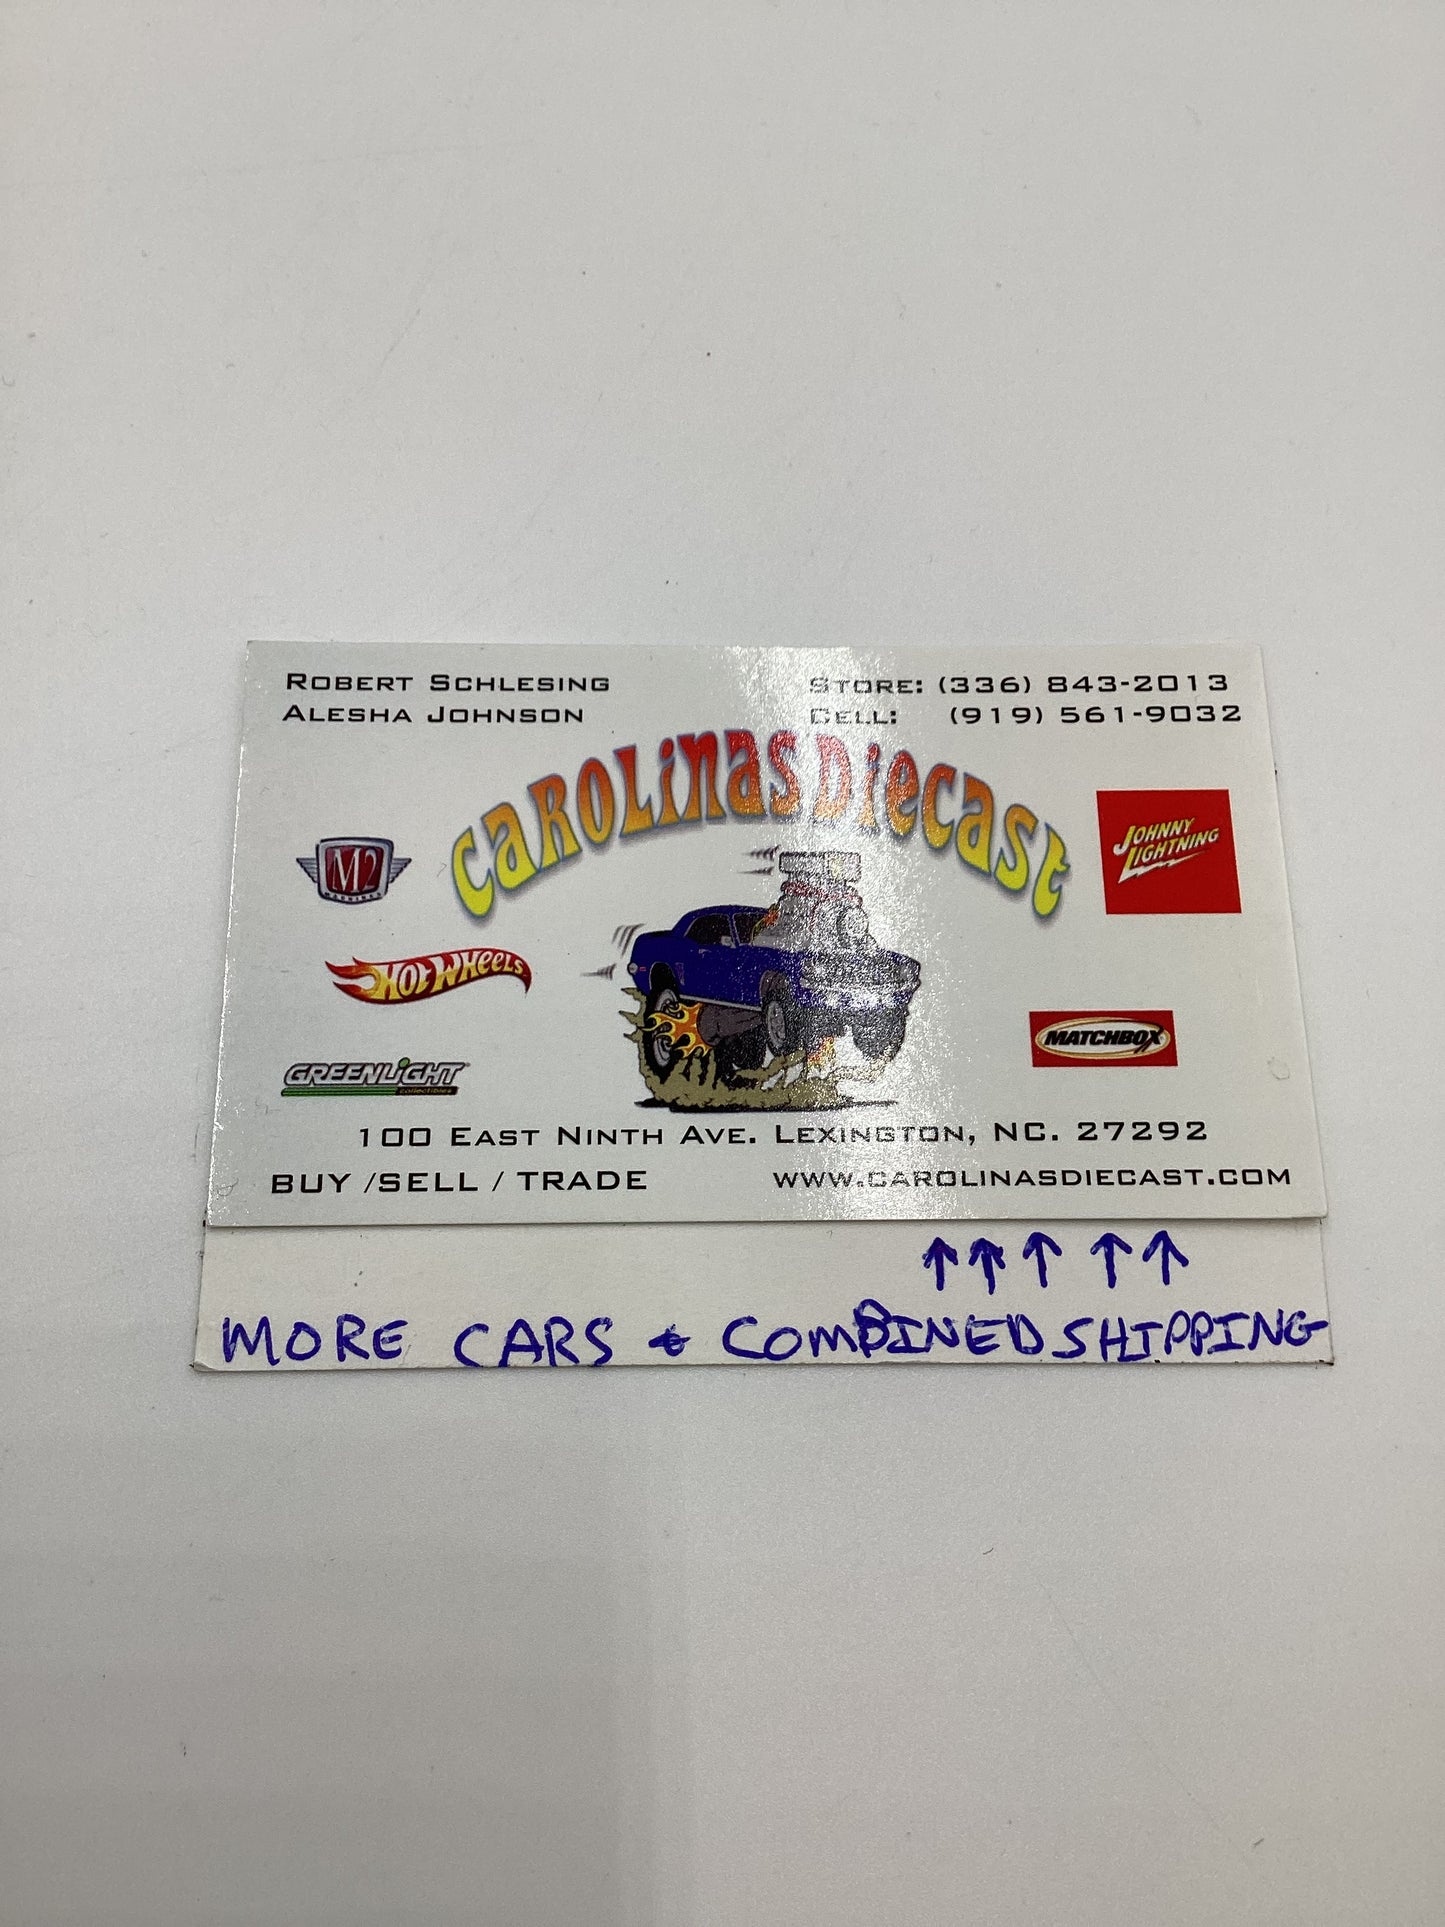 ROBERT SCHLESING
ALESHA JOHNSON
STORE: (336) 843-2013
CELL: (919) 561-9032
CAROLINAS DIECAST
M2
MACHINES
JOHNNY
LIGHTNING
HOT WHEELS
MATCHBOX
GREENLIGHT
collectibles
100 EAST NINTH AVE. LEXINGTON, NC. 27292
BUY /SELL / TRADE
WWW.CAROLINASDIECAST.COM
↑ ↑ ↑ ↑ ↑
MORE CARS & COMBINED SHIPPING